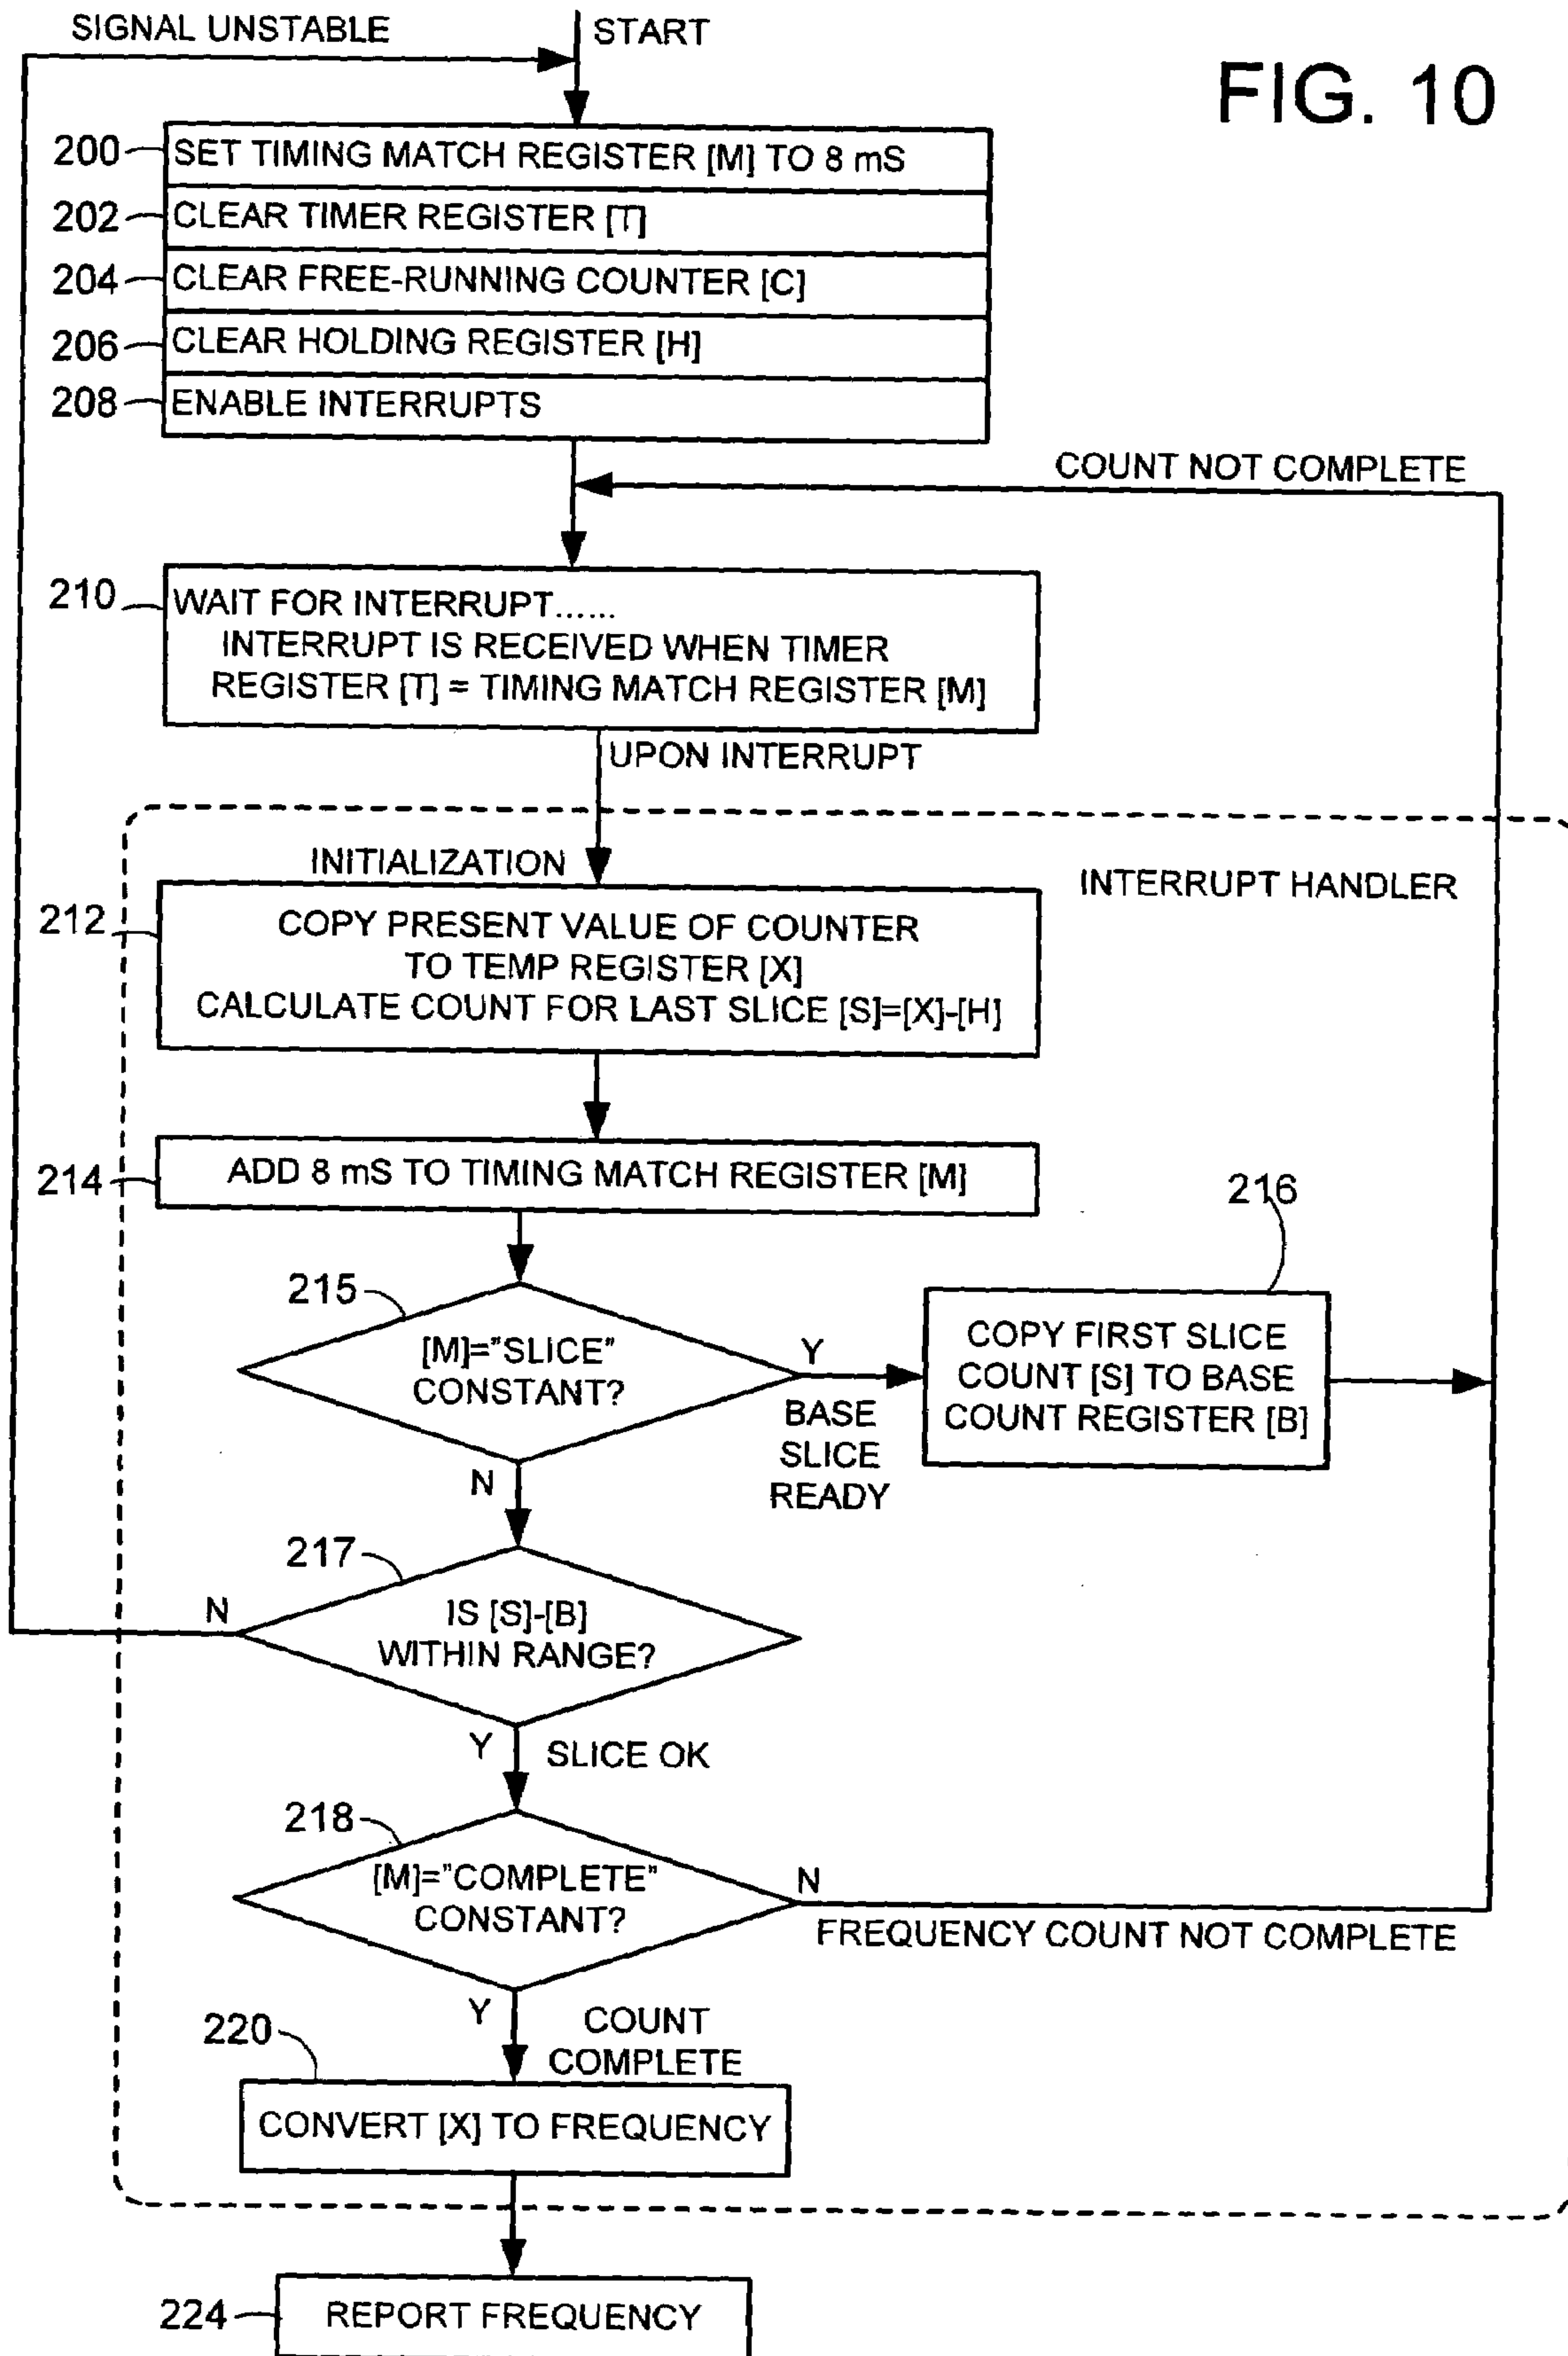 SIGNAL UNSTABLE
START
FIG. 10
200
SET TIMING MATCH REGISTER [M] TO 8 mS
202
CLEAR TIMER REGISTER [T]
204
CLEAR FREE-RUNNING COUNTER [C]
206
CLEAR HOLDING REGISTER [H]
208
ENABLE INTERRUPTS
COUNT NOT COMPLETE
210
WAIT FOR INTERRUPT......
INTERRUPT IS RECEIVED WHEN TIMER
REGISTER [T] = TIMING MATCH REGISTER [M]
UPON INTERRUPT
INITIALIZATION
INTERRUPT HANDLER
212
COPY PRESENT VALUE OF COUNTER
TO TEMP REGISTER [X]
CALCULATE COUNT FOR LAST SLICE [S]=[X]-[H]
214
ADD 8 mS TO TIMING MATCH REGISTER [M]
216
215
[M]="SLICE"
CONSTANT?
Y
BASE
SLICE
READY
COPY FIRST SLICE
COUNT [S] TO BASE
COUNT REGISTER [B]
N
217
N
IS [S]-[B]
WITHIN RANGE?
Y
SLICE OK
218
[M]="COMPLETE"
CONSTANT?
N
FREQUENCY COUNT NOT COMPLETE
Y
COUNT
COMPLETE
220
CONVERT [X] TO FREQUENCY
224
REPORT FREQUENCY